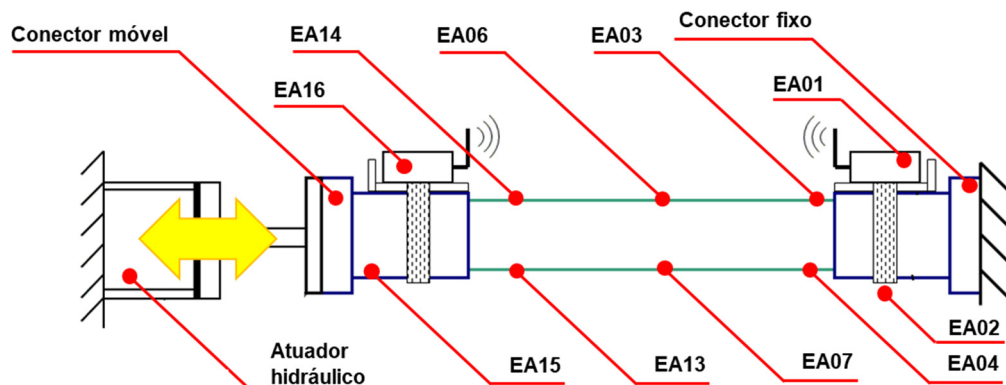 Conector móvel
EA14
EA06
EA03
Conector fixo
EA16
EA01
EA02
Atuador
hidráulico
EA15
EA13
EA07
EA04